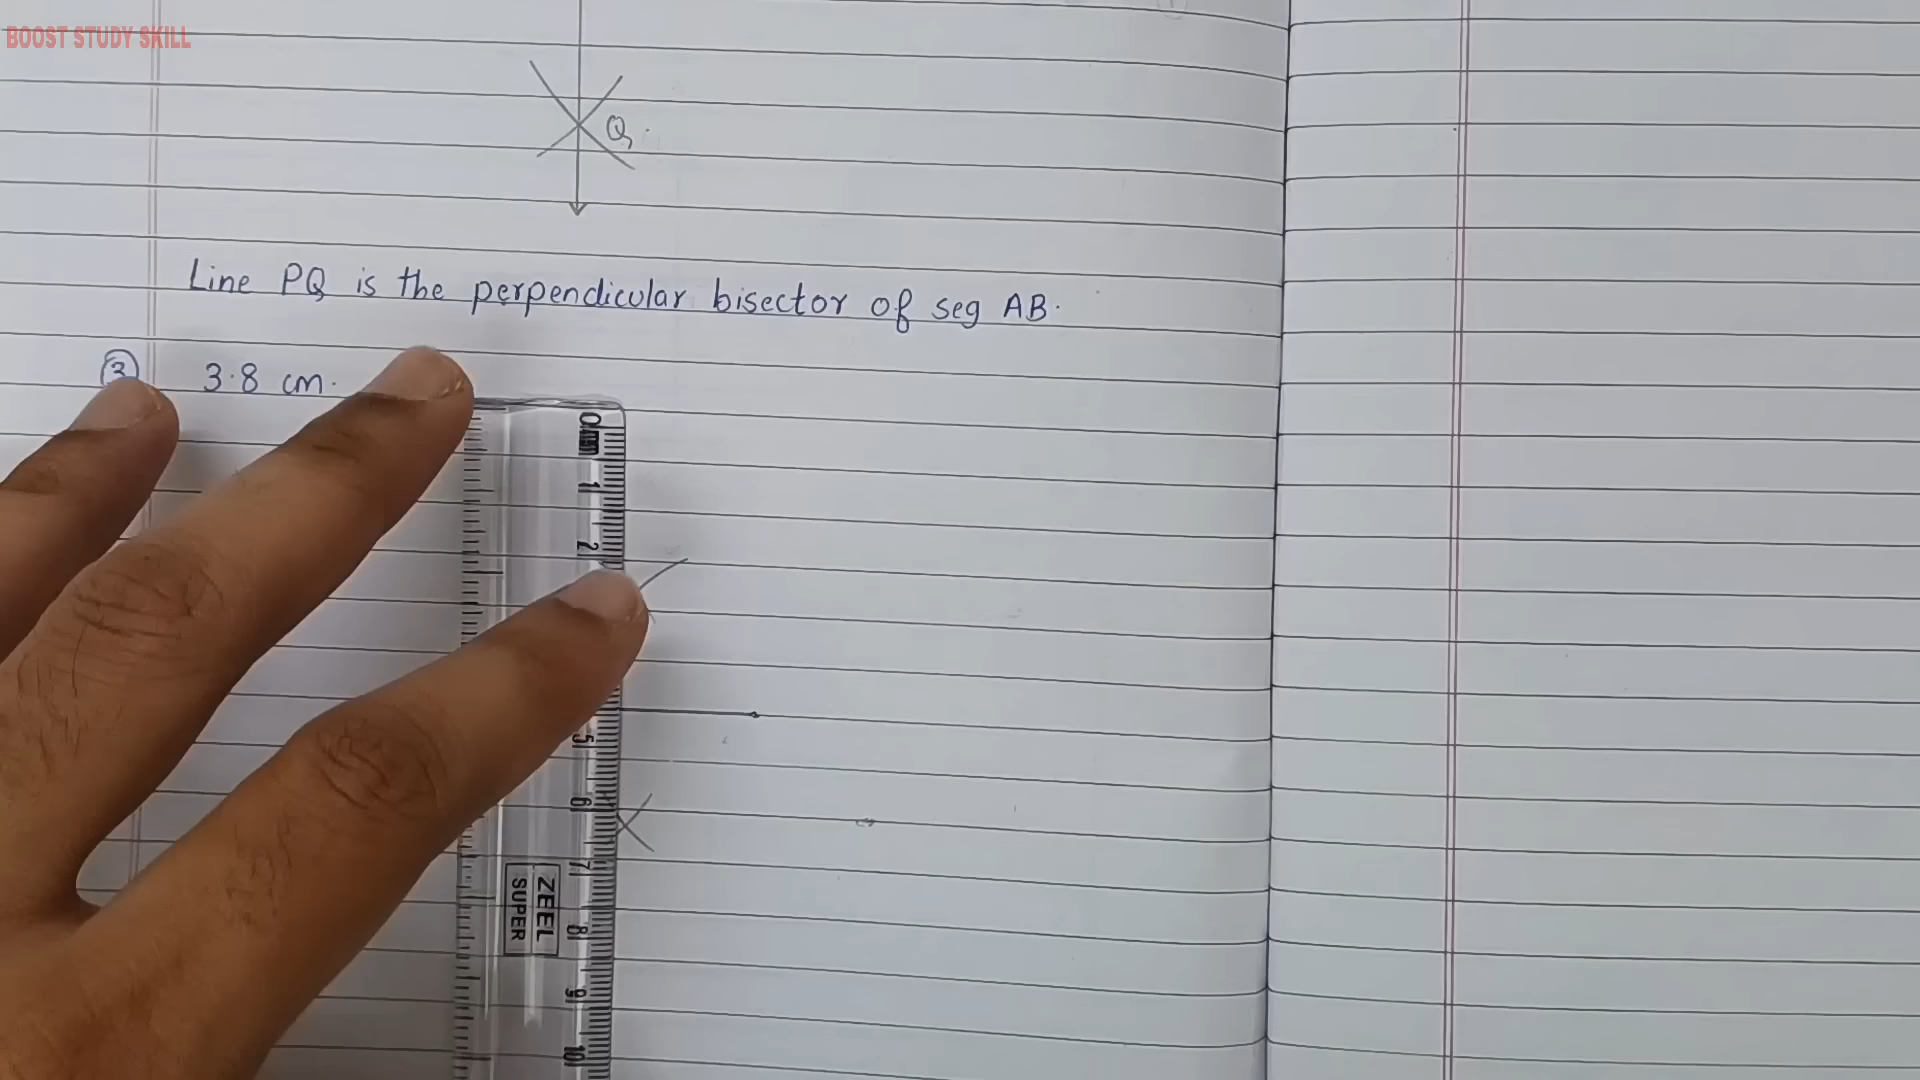 BOOST STUDY SKILL
Q.
Line PQ is the perpendicular bisector of seg AB.
3.8 cm.
0
1
2
5
6
7
8
9
10
ZEEL
SUPER